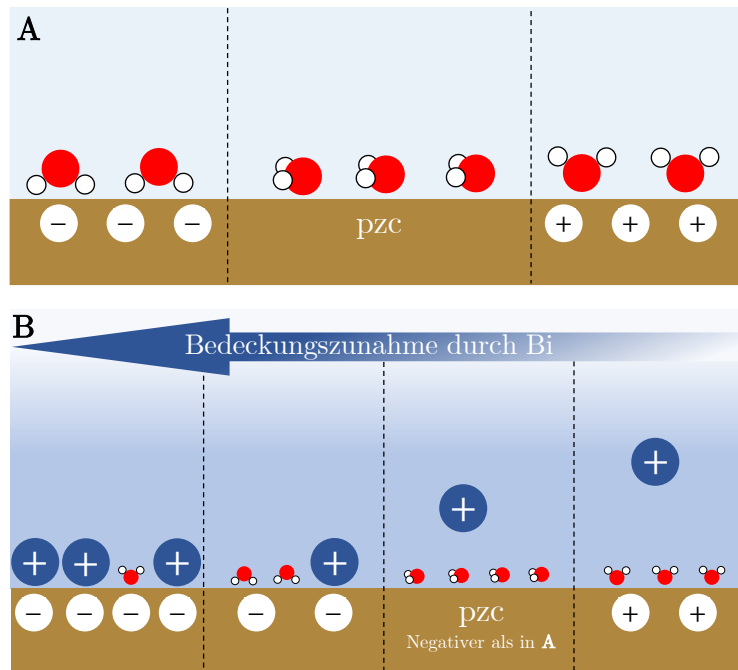 A
− − −
pzc
+ + +
B
Bedeckungszunahme durch Bi
+
+
+ + + +
− − − −
− −
pzc
Negativer als in A
+ +